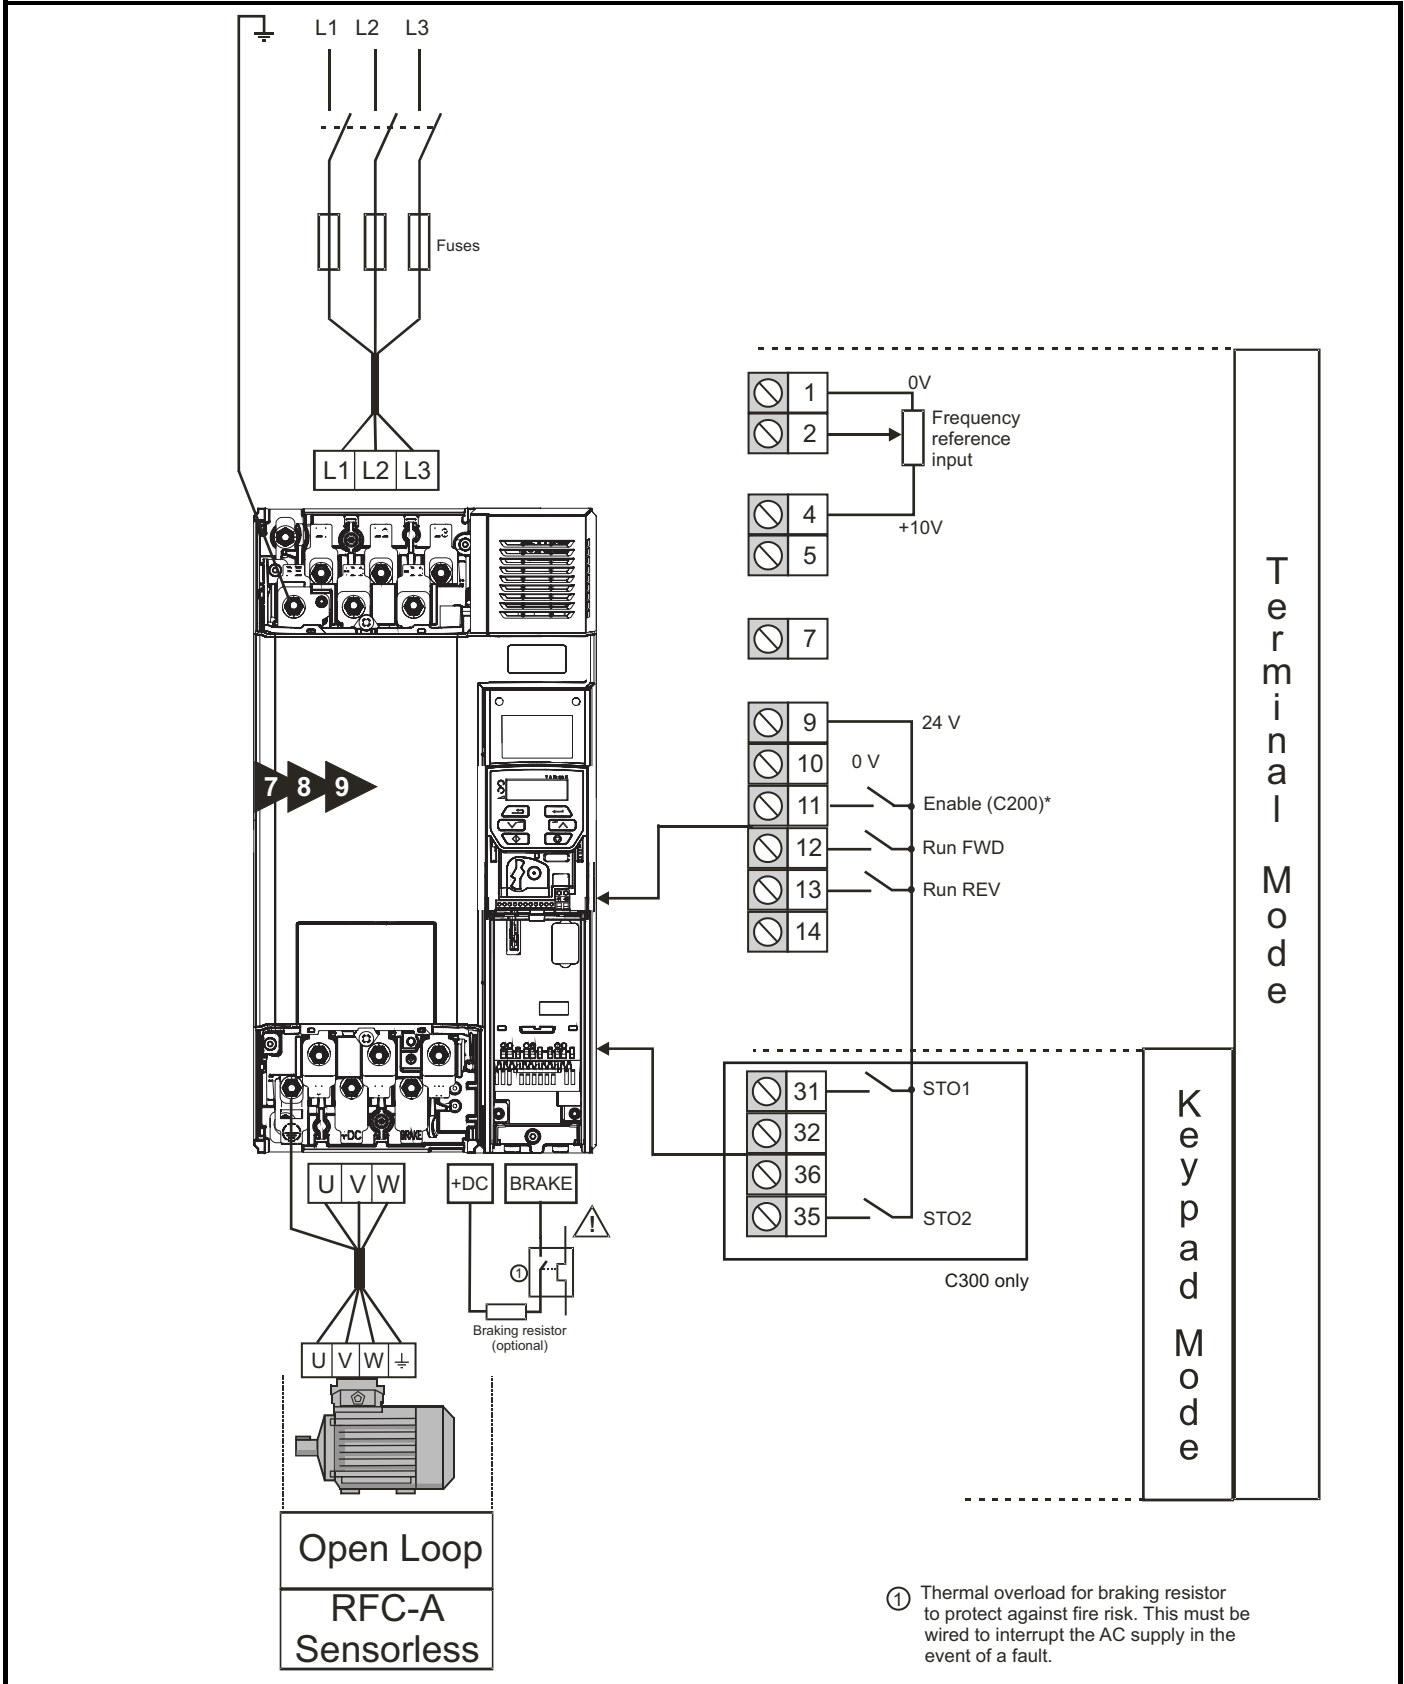 L1 L2 L3
Fuses
L1 L2 L3
1
0V
2
Frequency
reference
input
4
+10V
5
7
9
24 V
10
0 V
11
Enable (C200)*
12
Run FWD
13
Run REV
14
7 8 9
31
STO1
32
36
35
STO2
C300 only
+DC
BRAKE
U V W
+DC
BRAKE
1
Braking resistor
(optional)
U V W
Open Loop
RFC-A
Sensorless
Terminal Mode
Keypad Mode
1 Thermal overload for braking resistor
to protect against fire risk. This must be
wired to interrupt the AC supply in the
event of a fault.